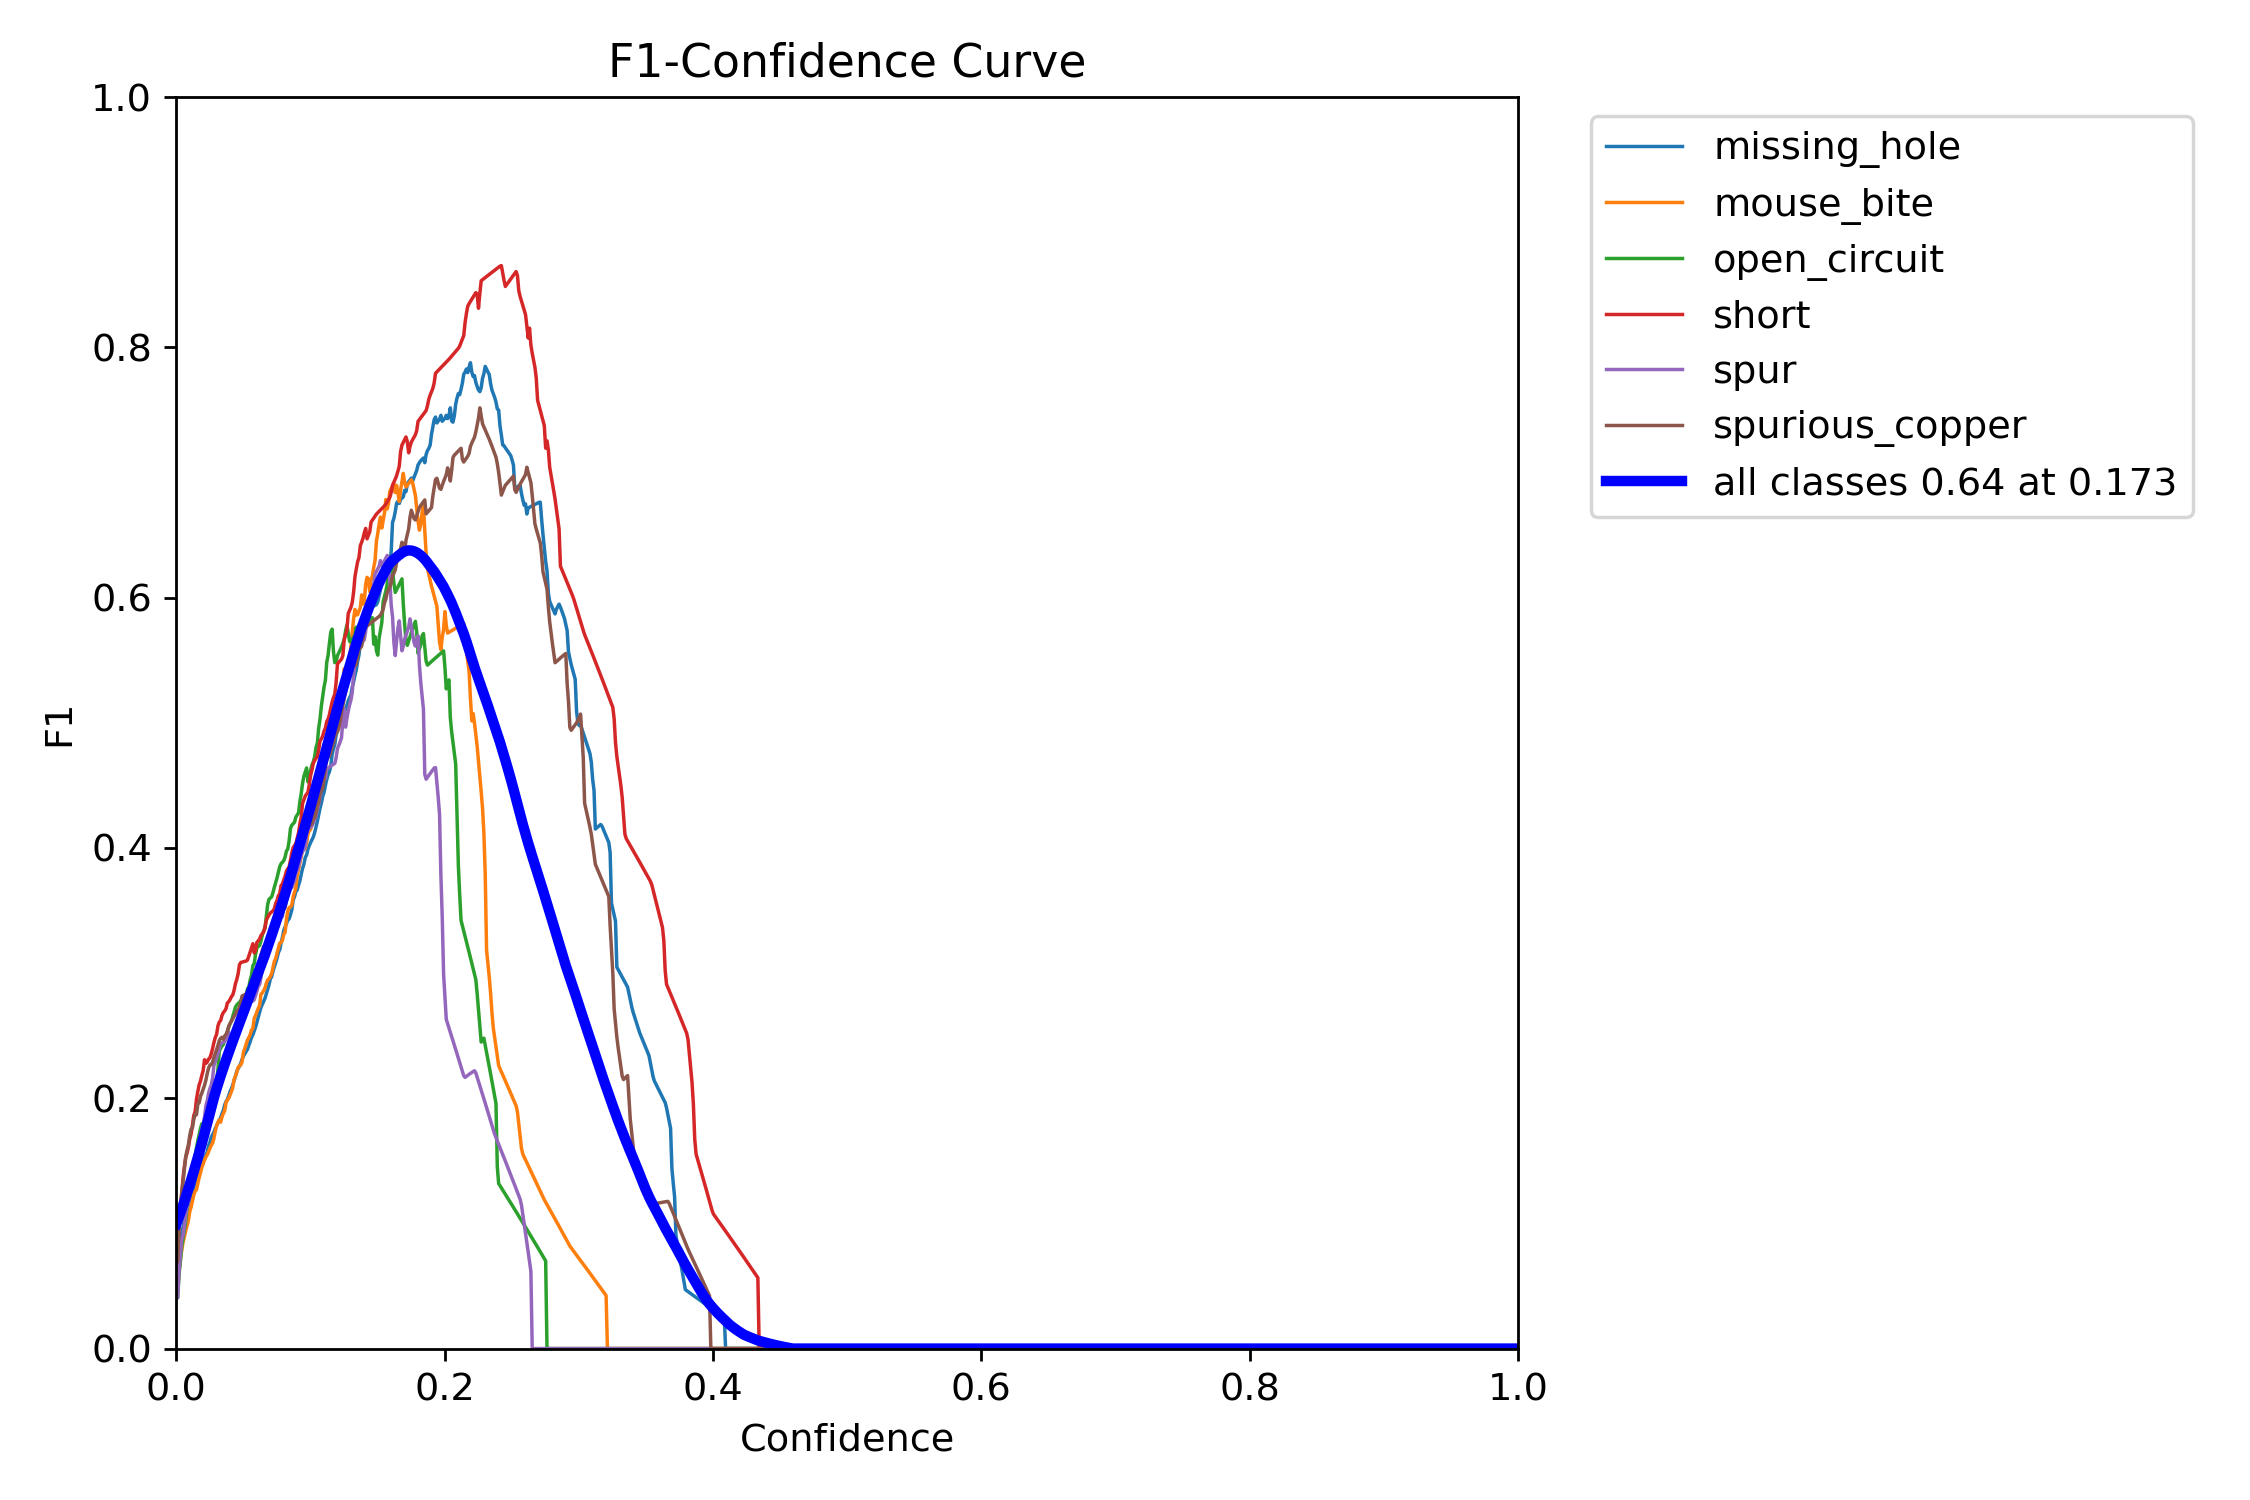 F1-Confidence Curve
1.0
0.8
0.6
0.4
0.2
0.0
F1
0.0 0.2 0.4 0.6 0.8 1.0
Confidence
missing_hole
mouse_bite
open_circuit
short
spur
spurious_copper
all classes 0.64 at 0.173